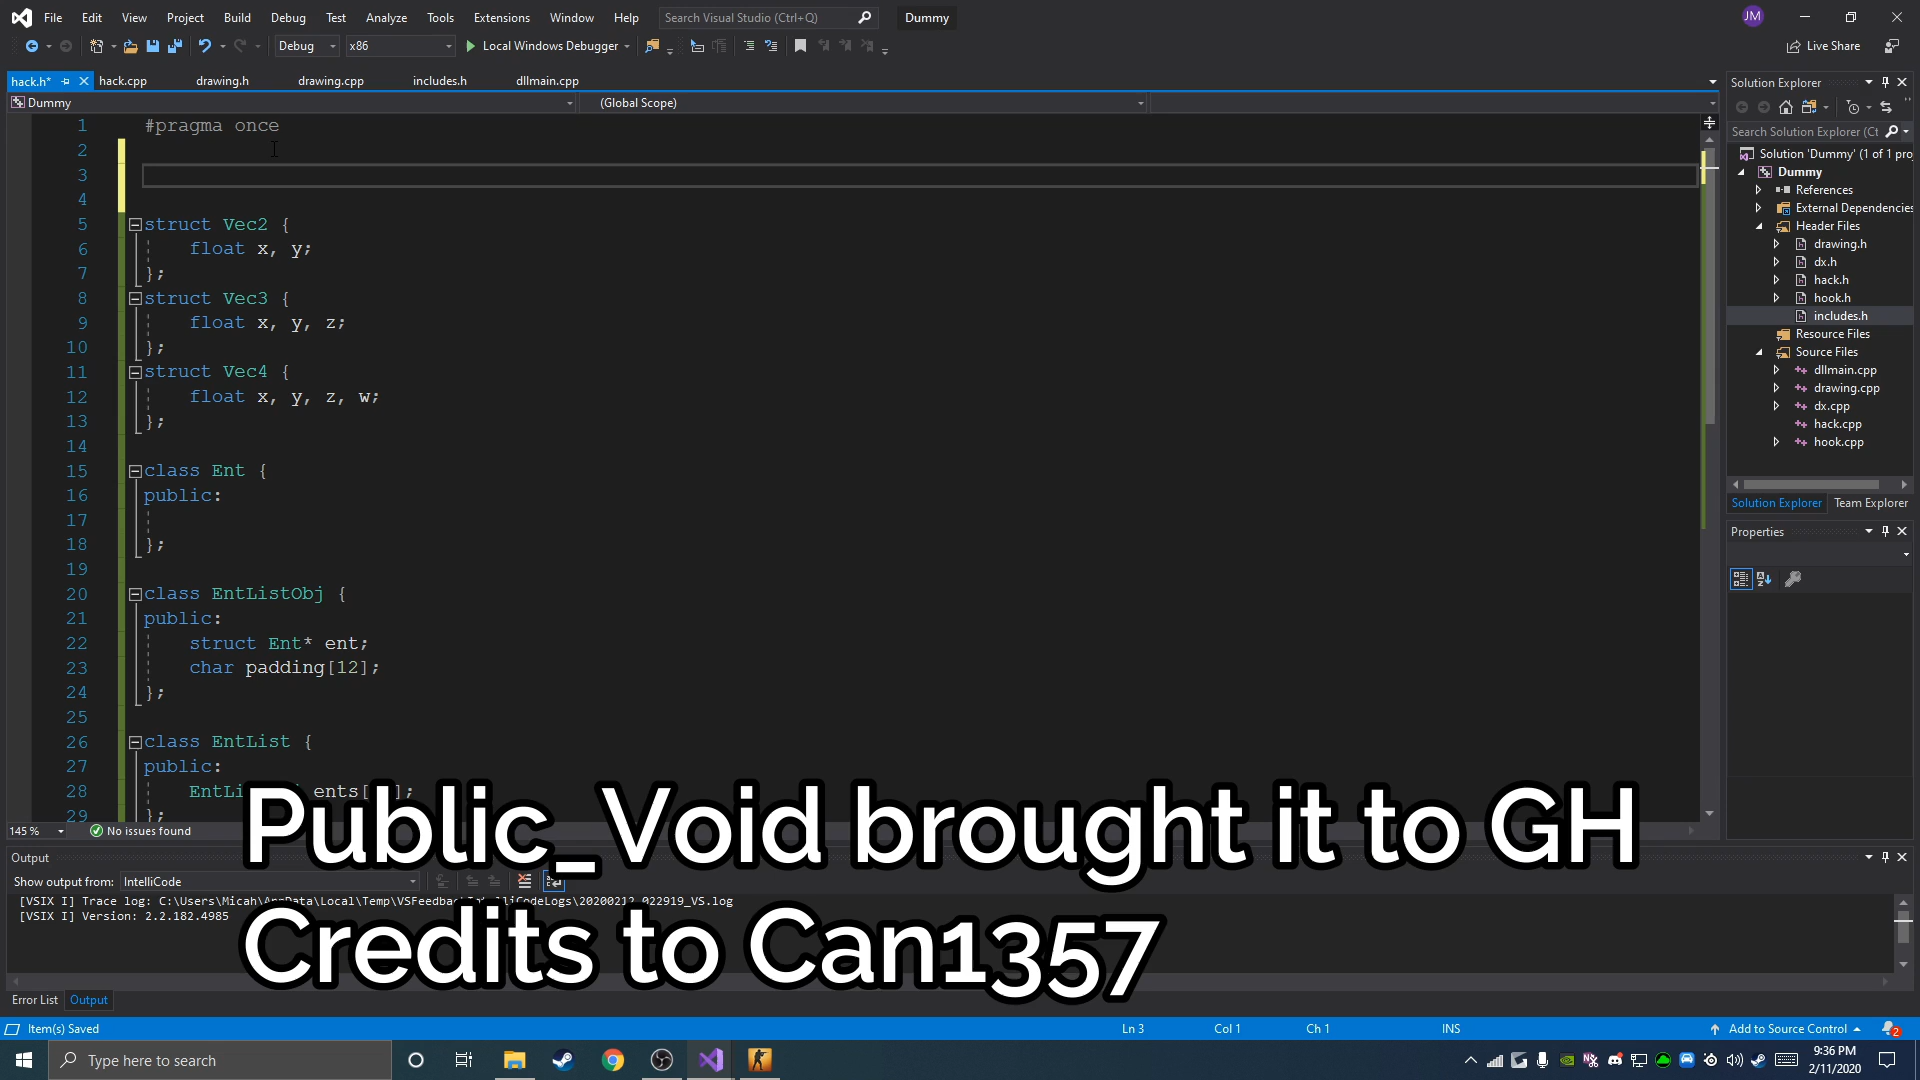 File Edit View Project Build Debug Test Analyze Tools Extensions Window Help Search Visual Studio (Ctrl+Q) Dummy JM
Debug x86 Local Windows Debugger Live Share
hack.h* hack.cpp drawing.h drawing.cpp includes.h dllmain.cpp
Dummy (Global Scope)
1 #pragma once
2
3
4
5 struct Vec2 {
6 float x, y;
7 };
8 struct Vec3 {
9 float x, y, z;
10 };
11 struct Vec4 {
12 float x, y, z, w;
13 };
14
15 class Ent {
16 public:
17
18 };
19
20 class EntListObj {
21 public:
22 struct Ent* ent;
23 char padding[12];
24 };
25
26 class EntList {
27 public:
28 ents[
29 };
145 % No issues found
Solution Explorer
Search Solution Explorer (Ct
Solution 'Dummy' (1 of 1 proj
Dummy
References
External Dependencies
Header Files
drawing.h
dx.h
hack.h
hook.h
includes.h
Resource Files
Source Files
dllmain.cpp
drawing.cpp
dx.cpp
hack.cpp
hook.cpp
Solution Explorer Team Explorer
Properties
Public_Void brought it to GH
Credits to Can1357
Output
Show output from: IntelliCode
[VSIX I] Trace log: C:\Users\Micah\AppData\Local\Temp\VSFeedback
_022919_VS.log
[VSIX I] Version: 2.2.182.4985
Error List Output
Item(s) Saved Ln 3 Col 1 Ch 1 INS Add to Source Control 2
Type here to search
9:36 PM
2/11/2020